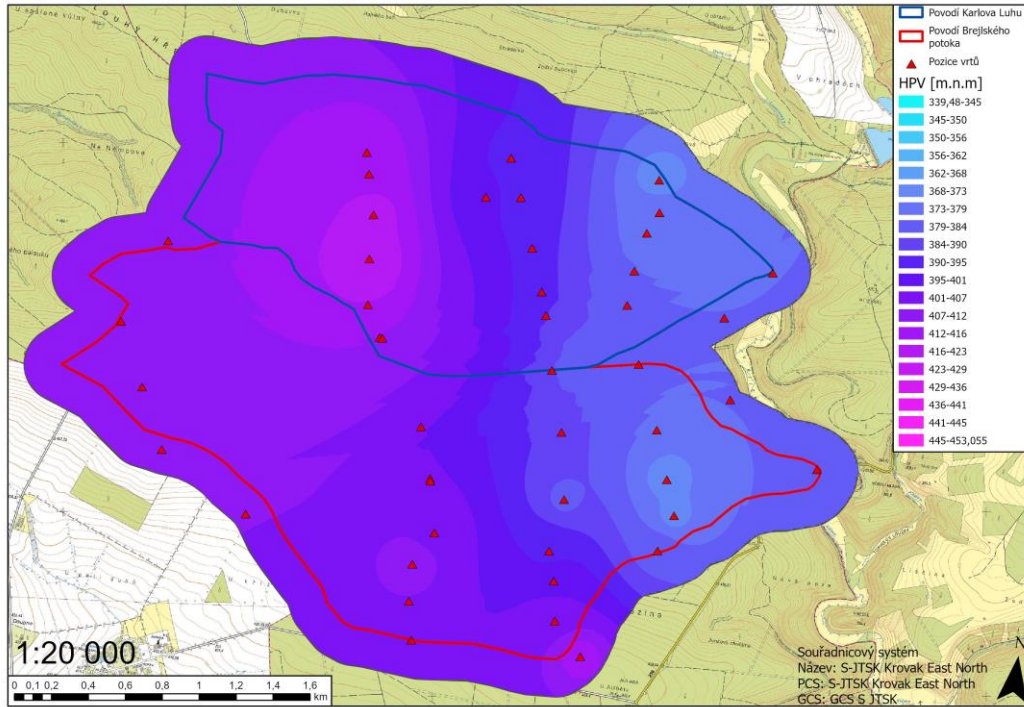 Povodí Karlova Luhu
Povodí Brejlského
potoka
Pozice vrtů
HPV [m.n.m]
339,48-345
345-350
350-356
356-362
362-368
368-373
373-379
379-384
384-390
390-395
395-401
401-407
407-412
412-416
416-423
423-429
429-436
436-441
441-445
445-453,055
1:20 000
0 0,1 0,2 0,4 0,6 0,8 1 1,2 1,4 1,6
km
Souřadnicový systém
Název: S-JTSK Krovak East North
PCS: S-JTSK Krovak East North
GCS: GCS S JTSK
N